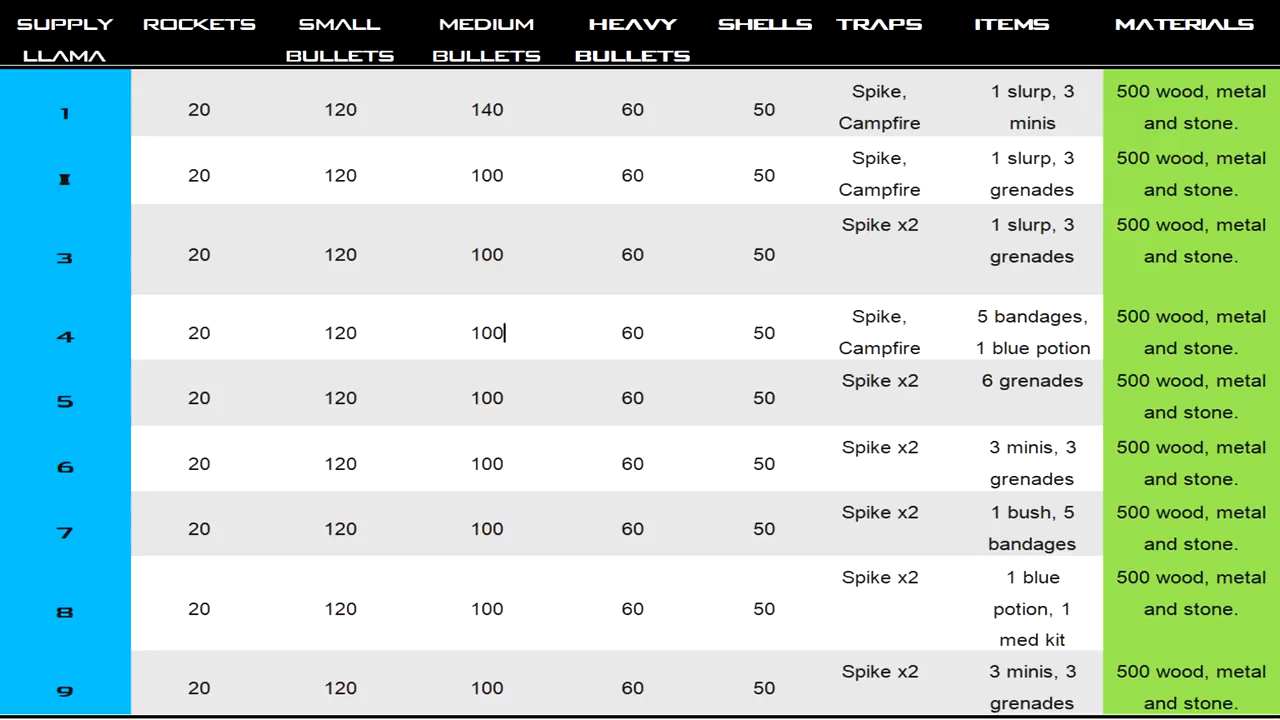 SUPPLY LLAMA ROCKETS SMALL BULLETS MEDIUM BULLETS HEAVY BULLETS SHELLS TRAPS ITEMS MATERIALS
1 20 120 140 60 50 Spike, Campfire 1 slurp, 3 minis 500 wood, metal and stone.
20 120 100 60 50 Spike, Campfire 1 slurp, 3 grenades 500 wood, metal and stone.
3 20 120 100 60 50 Spike x2 1 slurp, 3 grenades 500 wood, metal and stone.
4 20 120 100 60 50 Spike, Campfire 5 bandages, 1 blue potion 500 wood, metal and stone.
5 20 120 100 60 50 Spike x2 6 grenades 500 wood, metal and stone.
6 20 120 100 60 50 Spike x2 3 minis, 3 grenades 500 wood, metal and stone.
7 20 120 100 60 50 Spike x2 1 bush, 5 bandages 500 wood, metal and stone.
8 20 120 100 60 50 Spike x2 1 blue potion, 1 med kit 500 wood, metal and stone.
9 20 120 100 60 50 Spike x2 3 minis, 3 grenades 500 wood, metal and stone.